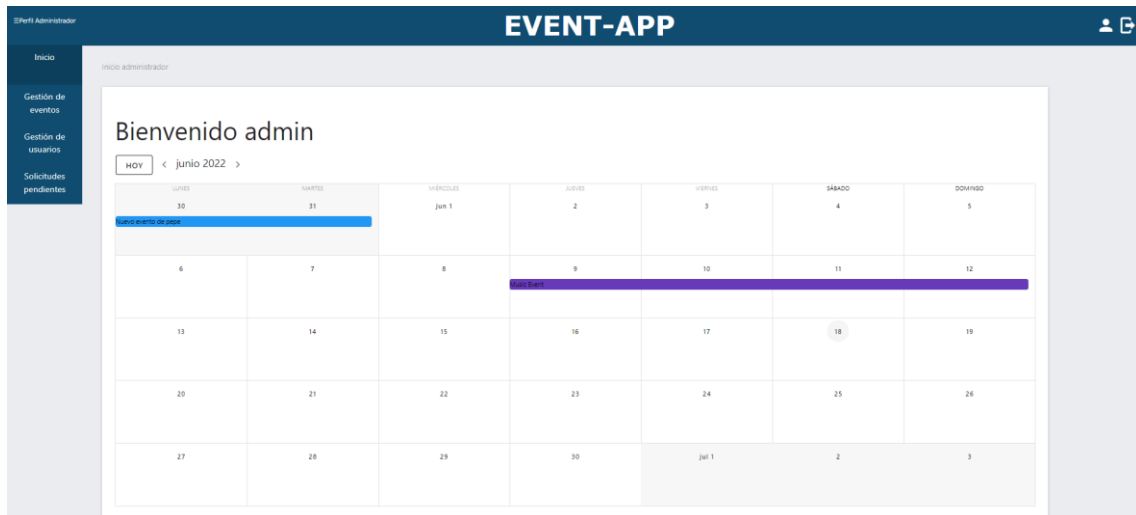 ☰Perfil Administrador
EVENT-APP
Inicio
Gestión de
eventos
Gestión de
usuarios
Solicitudes
pendientes
Inicio administrador
Bienvenido admin
HOY < junio 2022 >
LUNES MARTES MIÉRCOLES JUEVES VIERNES SÁBADO DOMINGO
30 31 jun 1 2 3 4 5
Nuevo evento de pepe
6 7 8 9 10 11 12
Music Event
13 14 15 16 17 18 19
20 21 22 23 24 25 26
27 28 29 30 jul 1 2 3